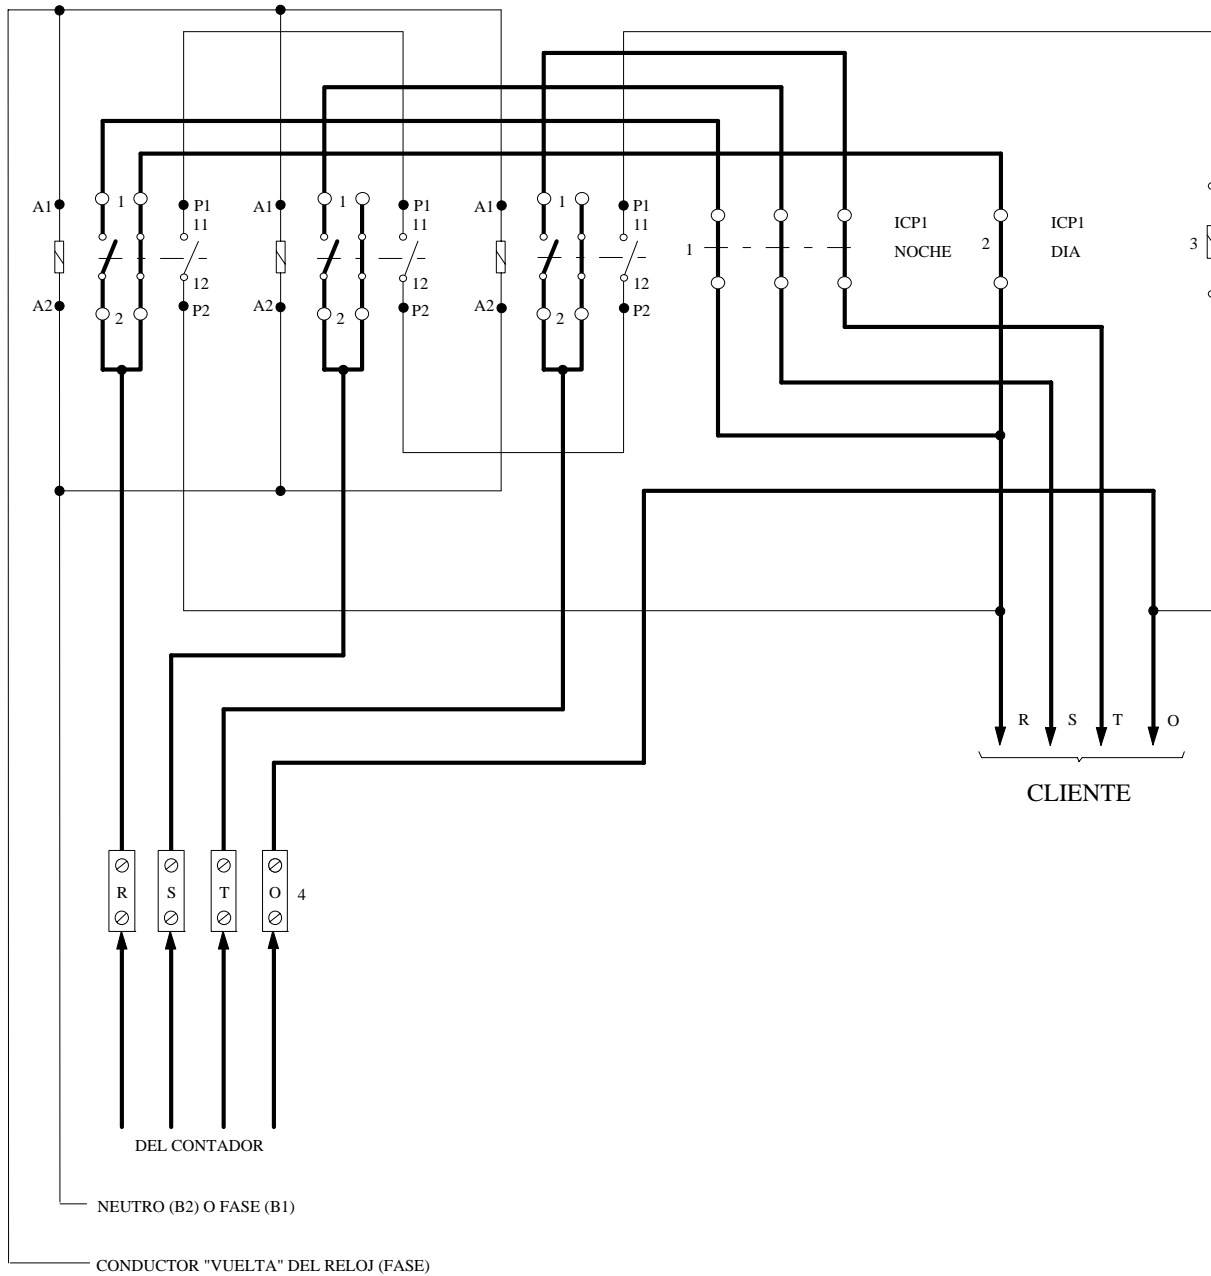 A1 1 P1 A1 1 P1 A1 1 P1
11 11 11
1 ICP1 NOCHE 2 ICP1 DIA 3
12 12 12
A2 2 P2 A2 2 P2 A2 2 P2
R S T O
CLIENTE
R S T O 4
DEL CONTADOR
NEUTRO (B2) O FASE (B1)
CONDUCTOR "VUELTA" DEL RELOJ (FASE)